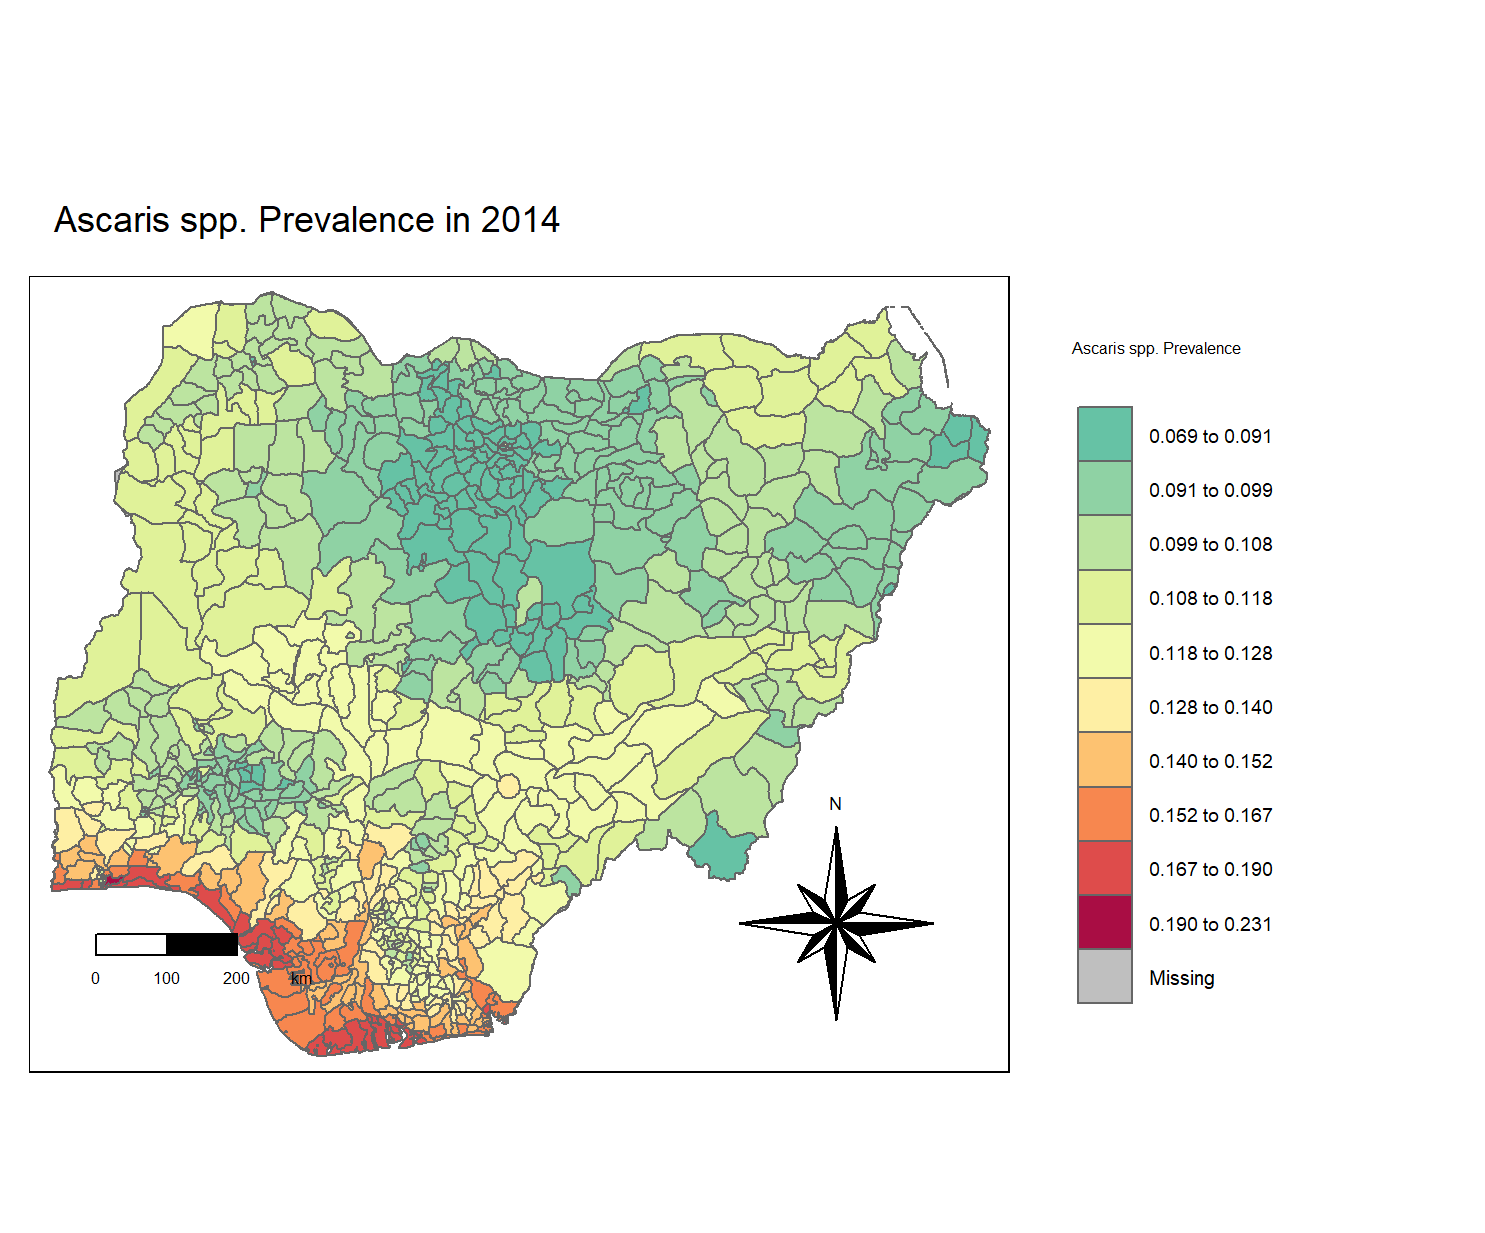 Ascaris spp. Prevalence in 2014
Ascaris spp. Prevalence
0.069 to 0.091
0.091 to 0.099
0.099 to 0.108
0.108 to 0.118
0.118 to 0.128
0.128 to 0.140
0.140 to 0.152
0.152 to 0.167
0.167 to 0.190
0.190 to 0.231
Missing
N
0 100 200 km